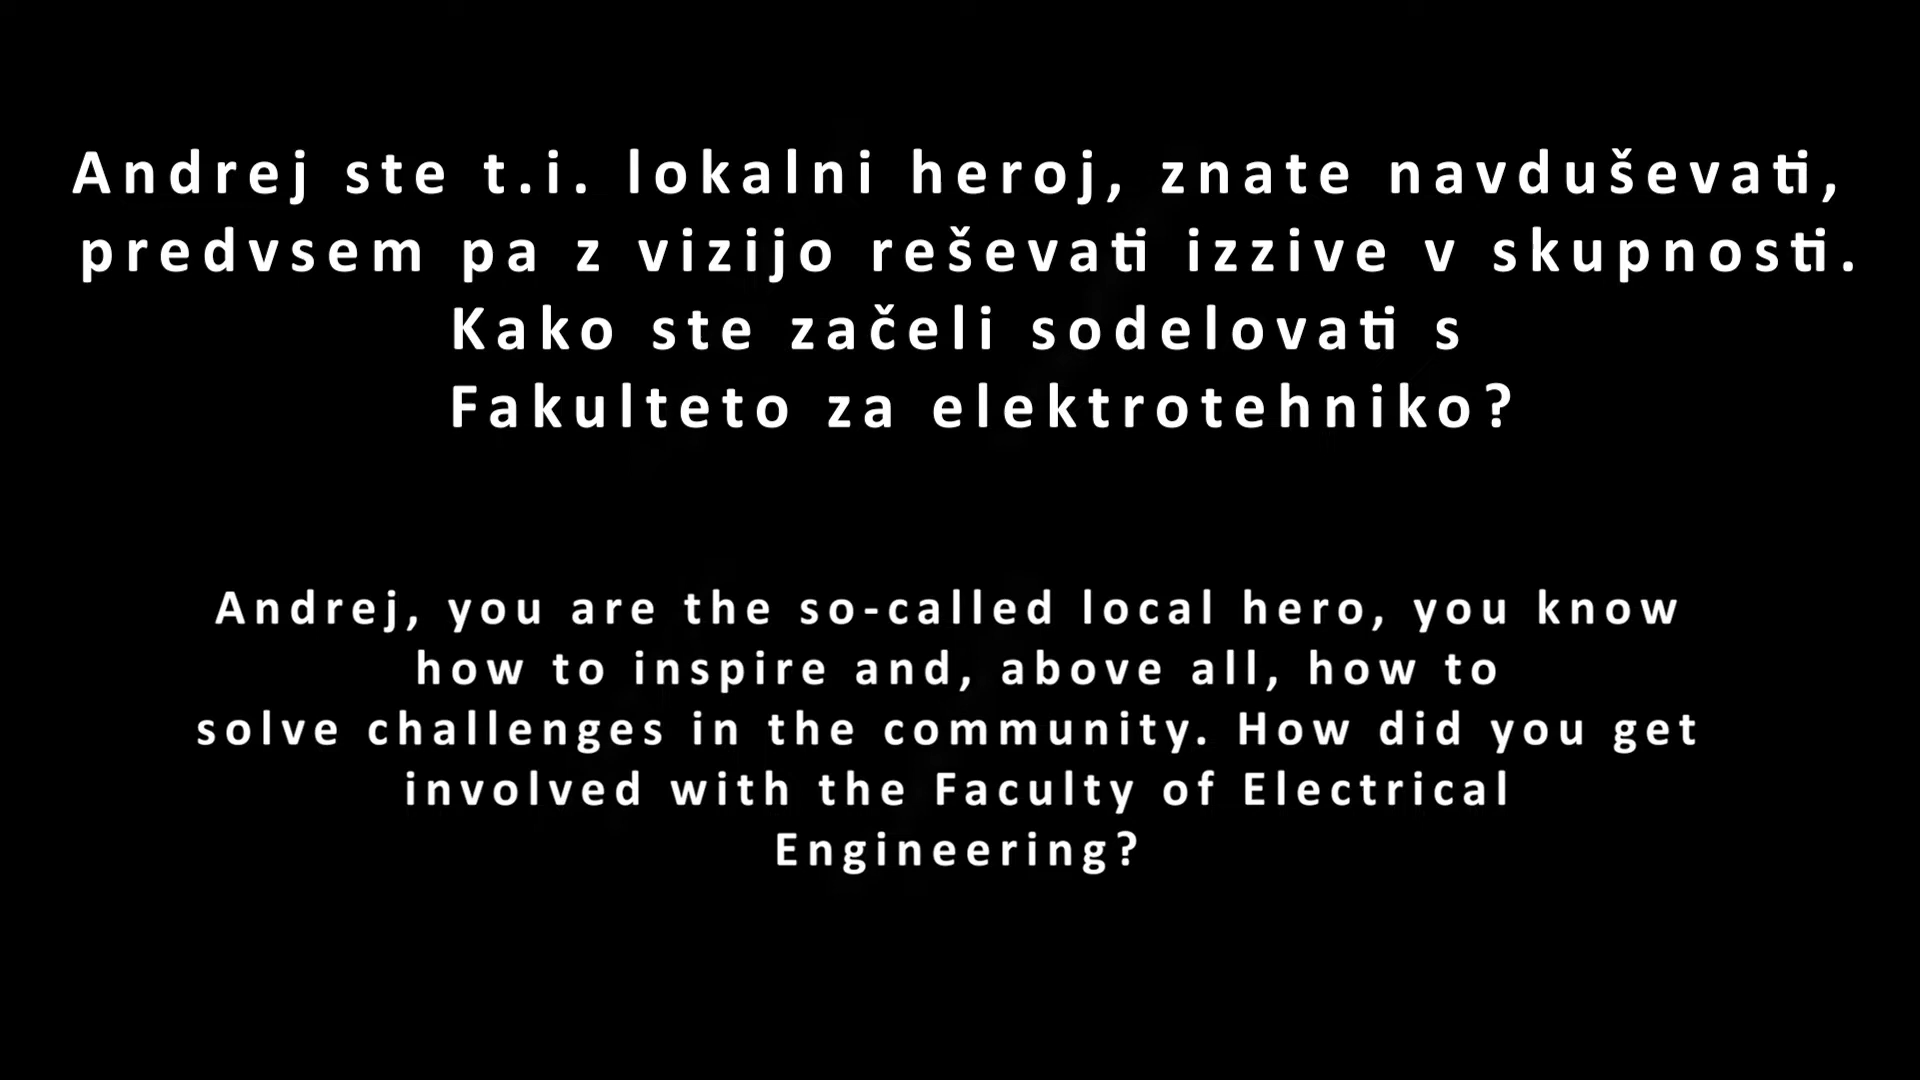 Andrej ste t.i. lokalni heroj, znate navduševati,
predvsem pa z vizijo reševati izzive v skupnosti.
Kako ste začeli sodelovati s
Fakulteto za elektrotehniko?
Andrej, you are the so-called local hero, you know
how to inspire and, above all, how to
solve challenges in the community. How did you get
involved with the Faculty of Electrical
Engineering?